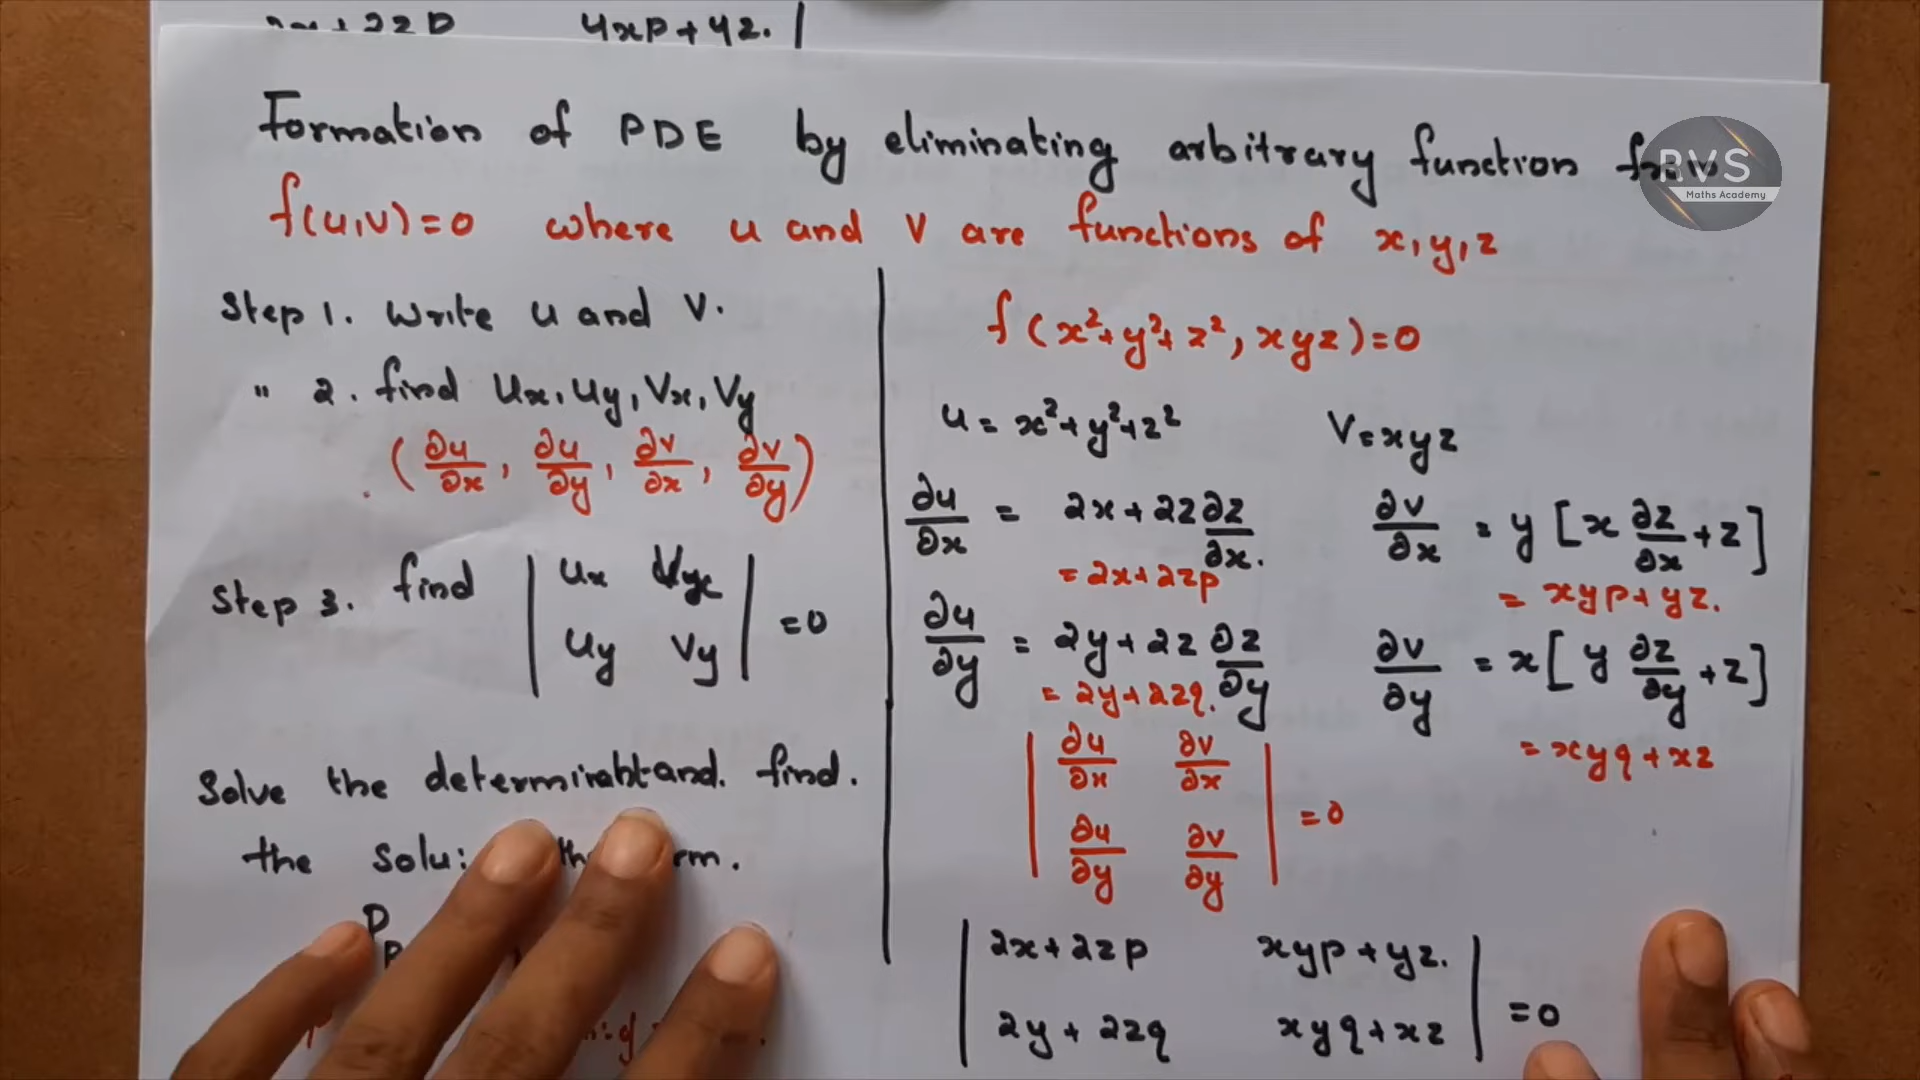 4xp+yz.
Formation of PDE by eliminating arbitrary function from
f(u,v)=0 where u and v are functions of x,y,z
RVS
Maths Academy
Step 1. Write u and v.
" 2. find Ux, Uy, Vx, Vy
(∂u/∂x, ∂u/∂y, ∂v/∂x, ∂v/∂y)
Step 3. find | Ux Vx |
| Uy Vy | =0
Solve the determinant and. find.
the solu:
P
f(x²+y²+z², xyz)=0
u= x²+y²+z² V=xyz
∂u/∂x = 2x+2z ∂z/∂x. ∂v/∂x = y[x ∂z/∂x +z]
=2x+2zp = xyp+yz.
∂u/∂y = 2y+2z ∂z/∂y ∂v/∂y = x[y ∂z/∂y +z]
= 2y+2zq. =xyq+xz
| ∂u/∂x ∂v/∂x |
| ∂u/∂y ∂v/∂y | =0
| 2x+2zp xyp+yz. |
| 2y+2zq xyq+xz | =0